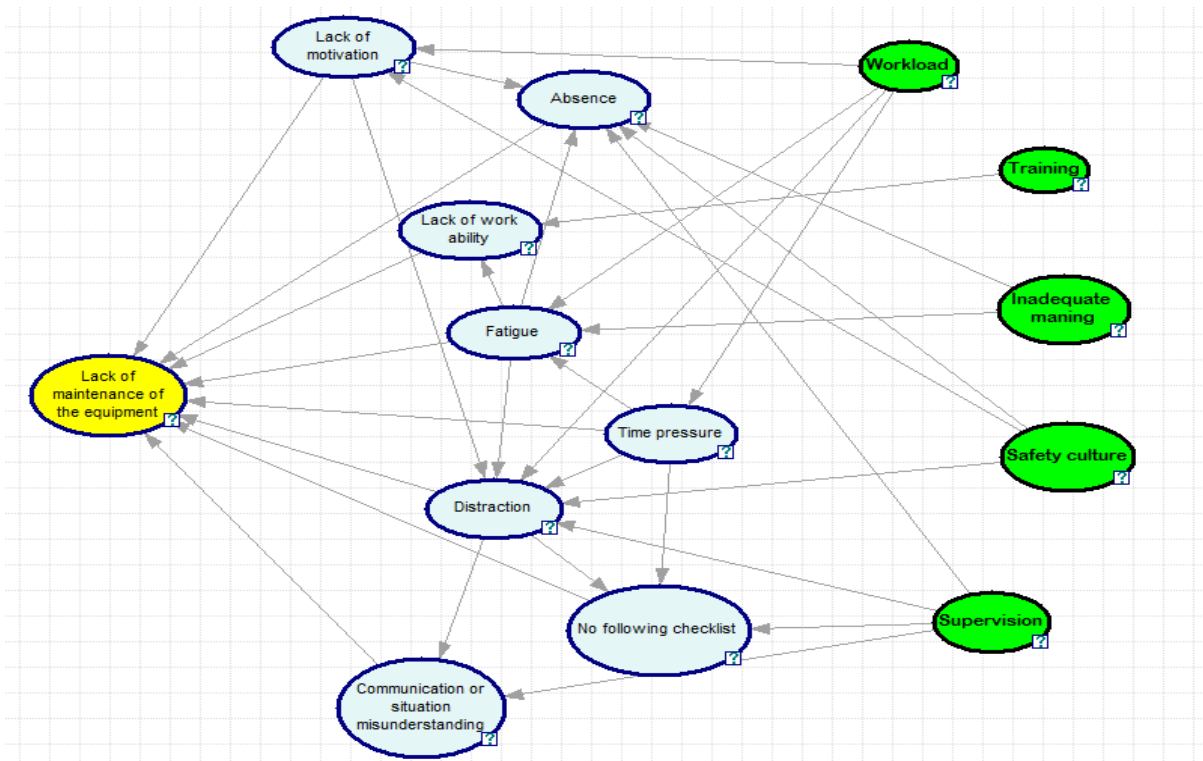 Lack of
motivation
?
Workload
?
Absence
?
Training
?
Lack of work
ability
?
Inadequate
maning
?
Fatigue
?
Lack of
maintenance of
the equipment
?
Time pressure
?
Safety culture
?
Distraction
?
No following checklist
?
Supervision
?
Communication or
situation
misunderstanding
?